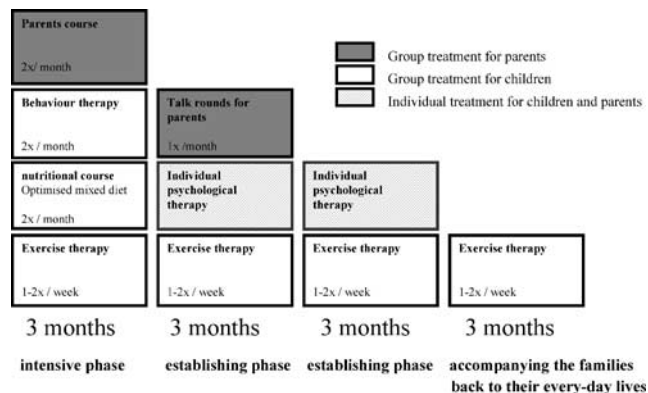 Parents course
2x/ month
Group treatment for parents
Group treatment for children
Individual treatment for children and parents
Behaviour therapy
2x / month
Talk rounds for
parents
1x /month
nutritional course
Optimised mixed diet
2x / month
Individual
psychological
therapy
Individual
psychological
therapy
Exercise therapy
1-2x / week
Exercise therapy
1-2x / week
Exercise therapy
1-2x / week
Exercise therapy
1-2x / week
3 months
3 months
3 months
3 months
intensive phase
establishing phase
establishing phase
accompanying the families
back to their every-day lives